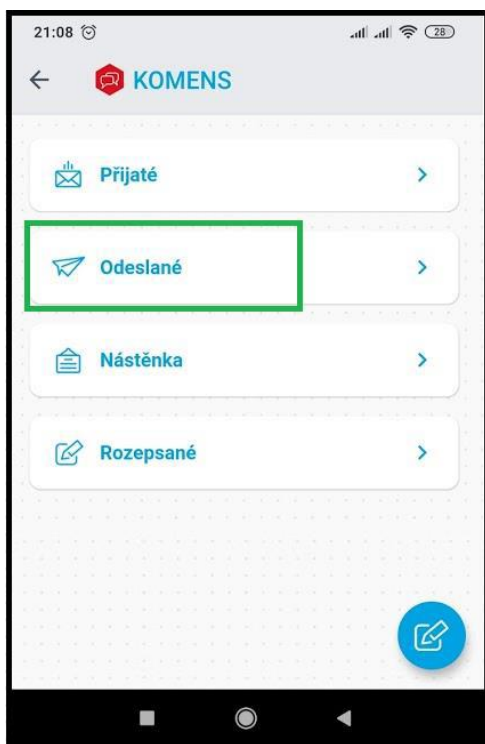 21:08
28
KOMENS
Přijaté
Odeslané
Nástěnka
Rozepsané